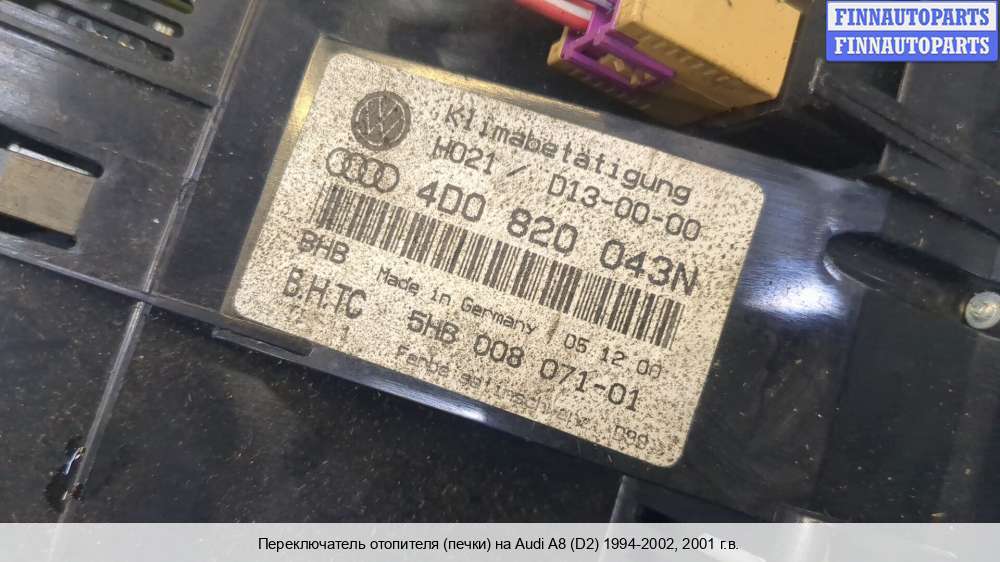 FINNAUTOPARTS
FINNAUTOPARTS
Klimabetätigung
H021 / D13-00-00
4D0 820 043N
BHB Made in Germany 05 12 00
B.H.TC 5HB 008 071-01
Переключатель отопителя (печки) на Audi A8 (D2) 1994-2002, 2001 г.в.